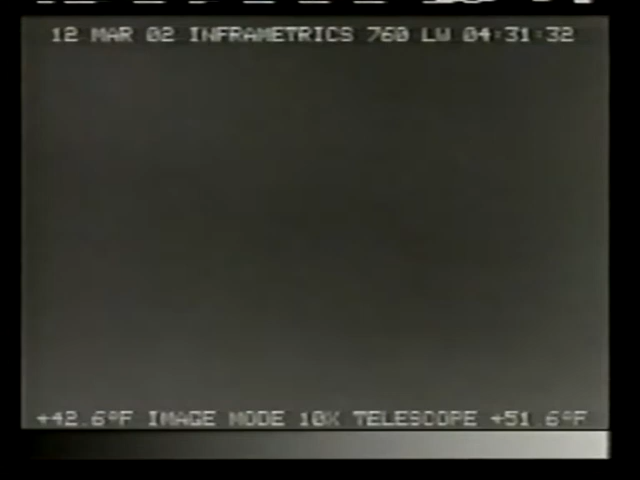 12 MAR 02 INFRAMETRICS 760 LW 04:31:32
+42.6°F IMAGE MODE 10X TELESCOPE +51.6°F